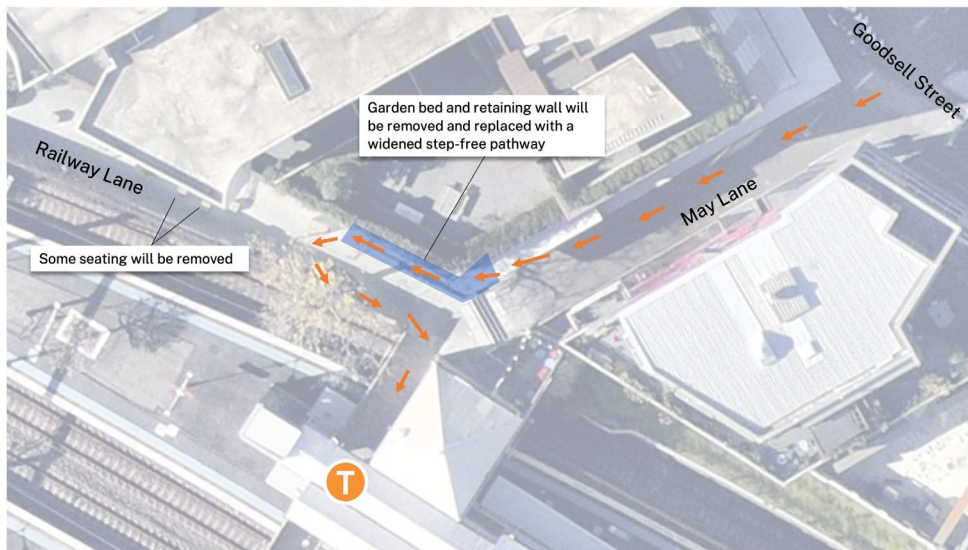 Goodsell Street
Garden bed and retaining wall will
be removed and replaced with a
widened step-free pathway
Railway Lane
May Lane
Some seating will be removed
T